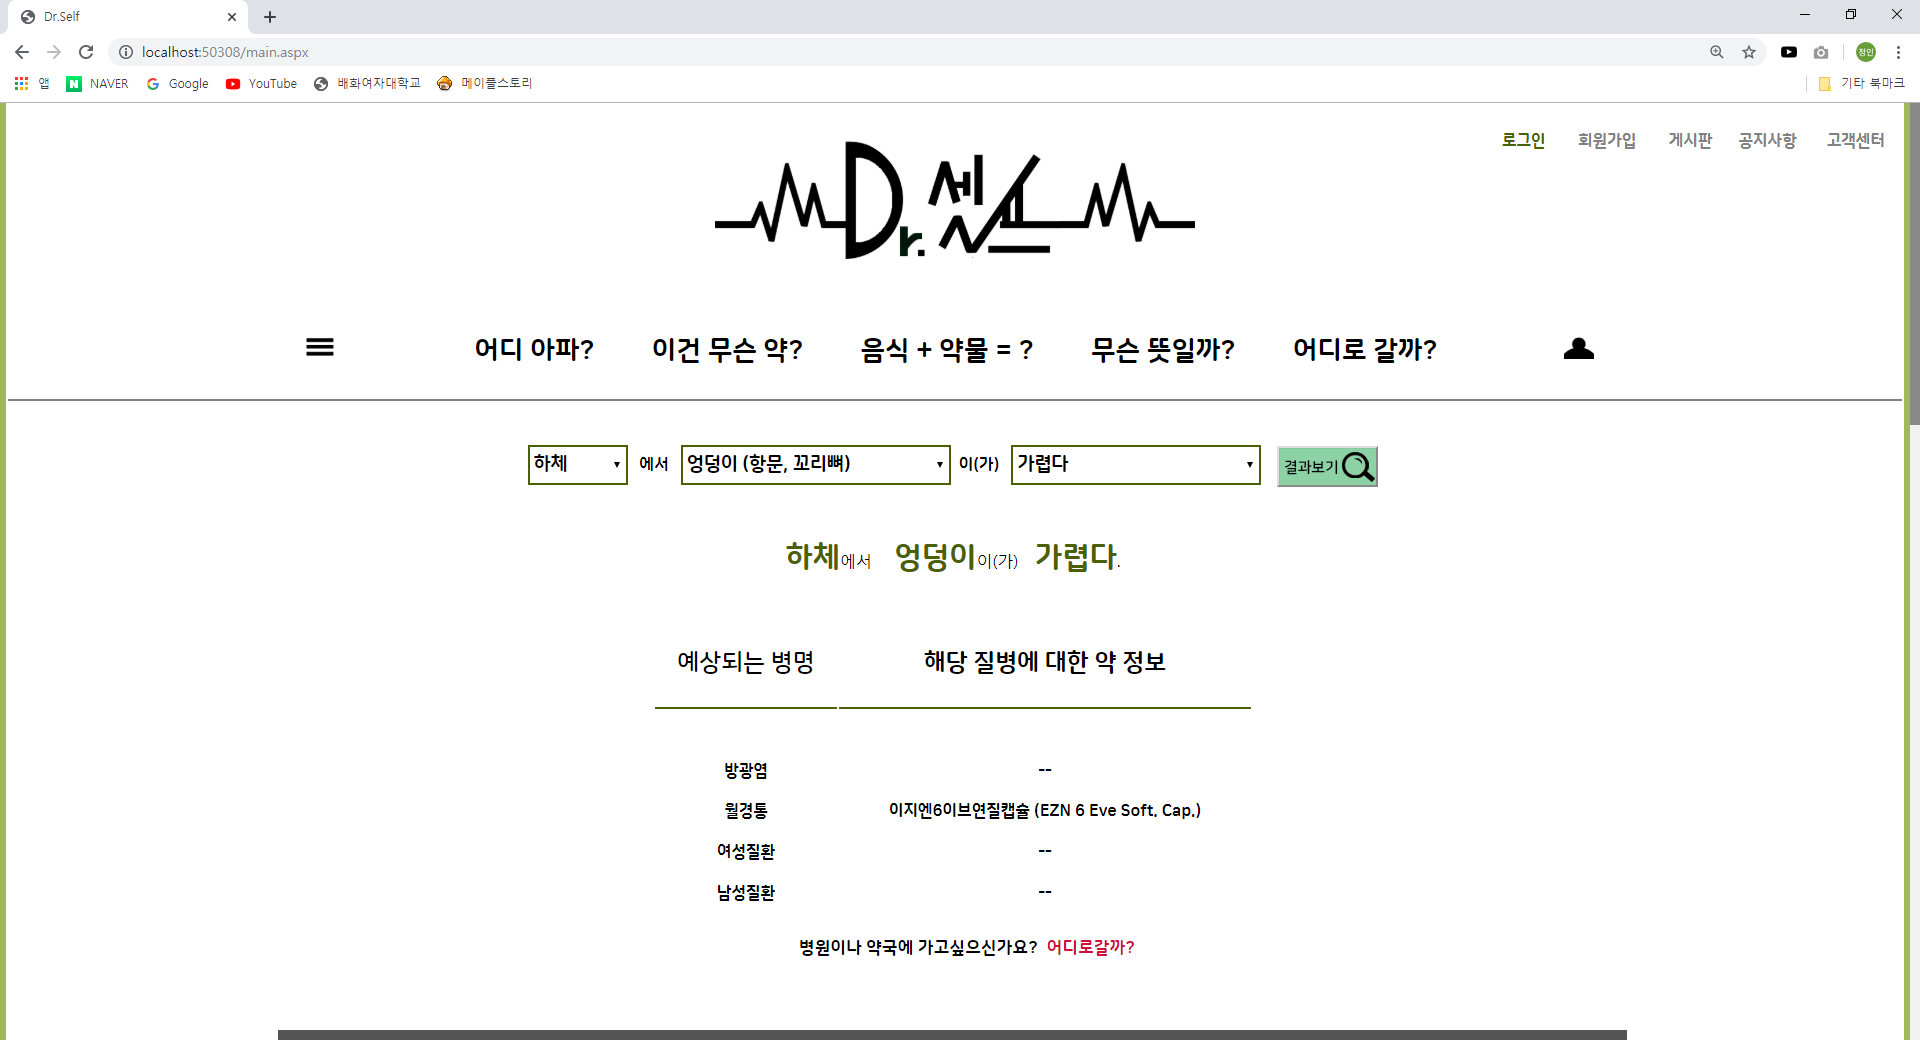 Dr.Self
localhost:50308/main.aspx
정인
앱 NAVER Google YouTube 배화여자대학교 메이플스토리 기타 북마크
로그인 회원가입 게시판 공지사항 고객센터
Dr. 셀프
어디 아파? 이건 무슨 약? 음식 + 약물 = ? 무슨 뜻일까? 어디로 갈까?
하체 에서 엉덩이 (항문, 꼬리뼈) 이(가) 가렵다 결과보기
하체에서 엉덩이이(가) 가렵다.
예상되는 병명 해당 질병에 대한 약 정보
방광염 --
월경통 이지엔6이브연질캡슐 (EZN 6 Eve Soft. Cap.)
여성질환 --
남성질환 --
병원이나 약국에 가고싶으신가요? 어디로갈까?